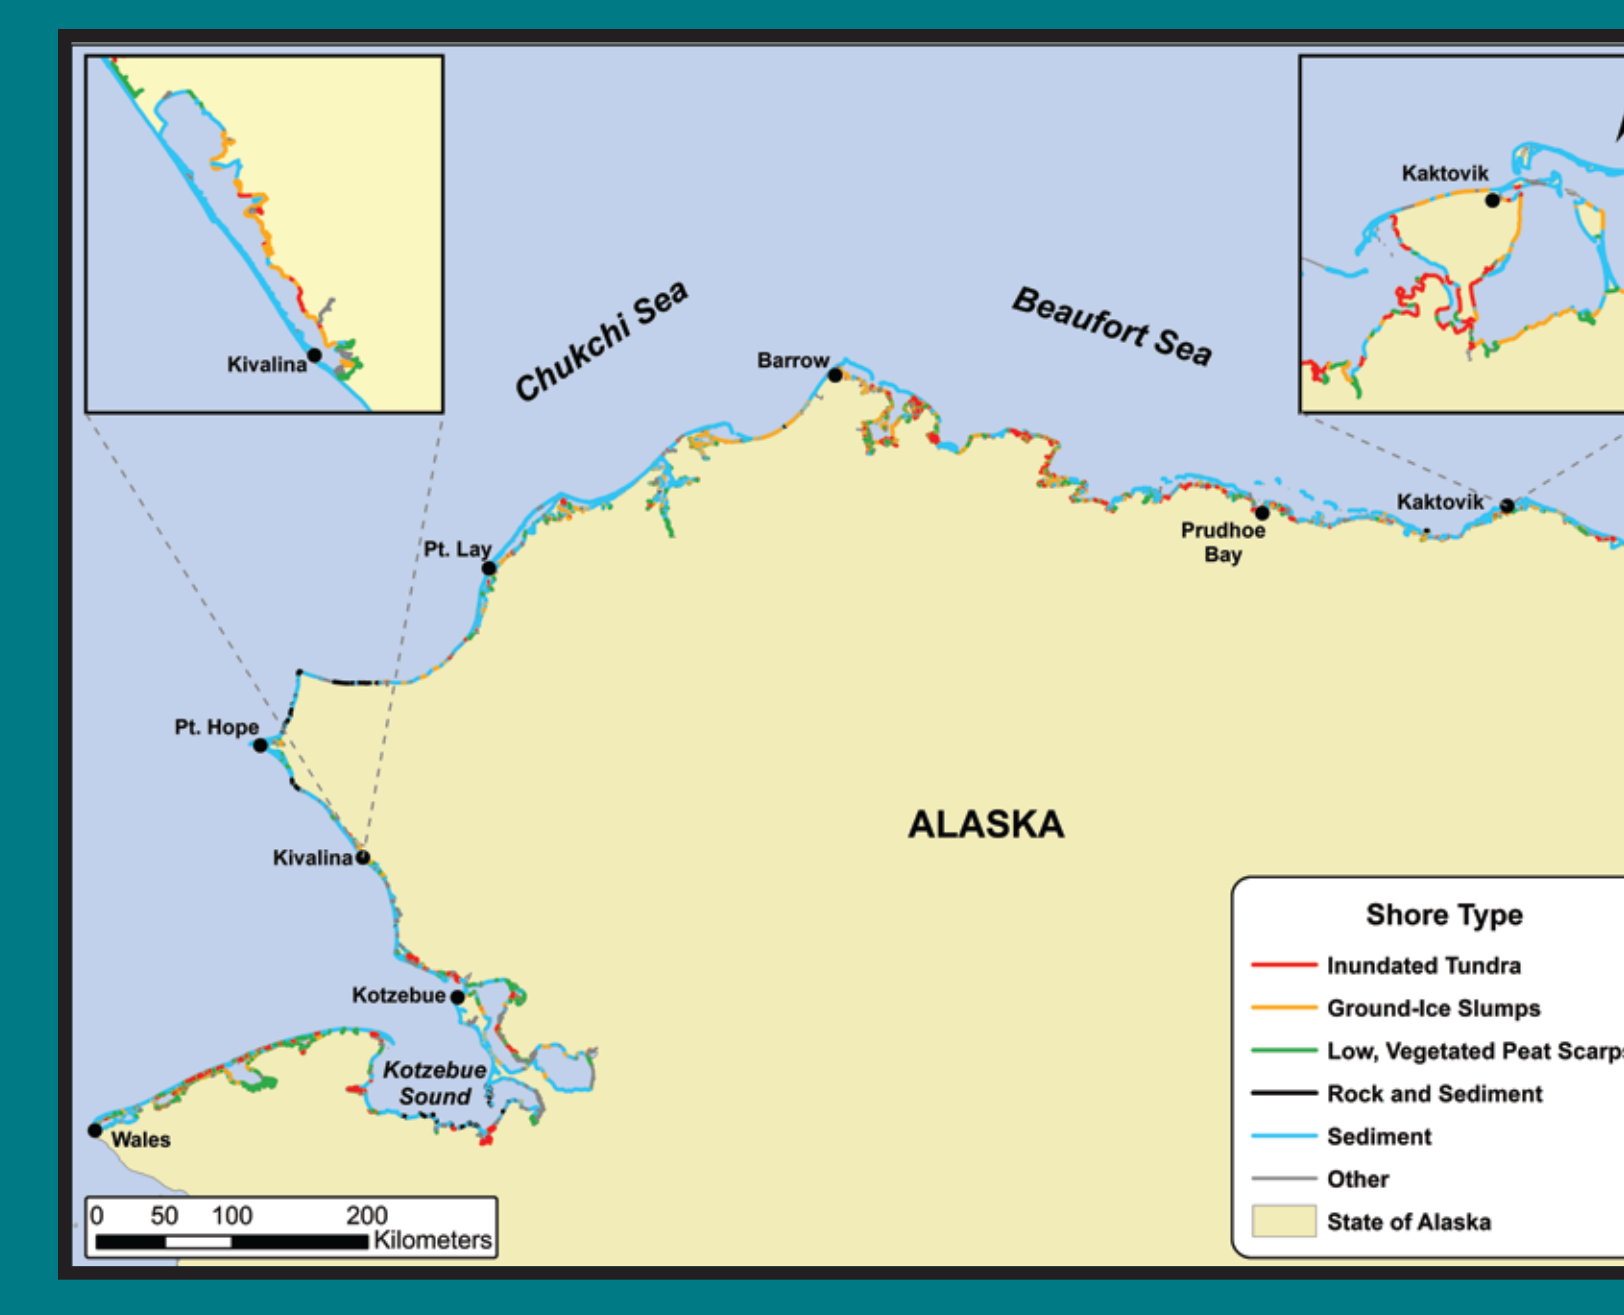 Kivalina
Kaktovik
Chukchi Sea
Beaufort Sea
Barrow
Kaktovik
Prudhoe
Bay
Pt. Lay
Pt. Hope
ALASKA
Kivalina
Kotzebue
Kotzebue
Sound
Wales
0 50 100 200
Kilometers
Shore Type
Inundated Tundra
Ground-Ice Slumps
Low, Vegetated Peat Scarps
Rock and Sediment
Sediment
Other
State of Alaska